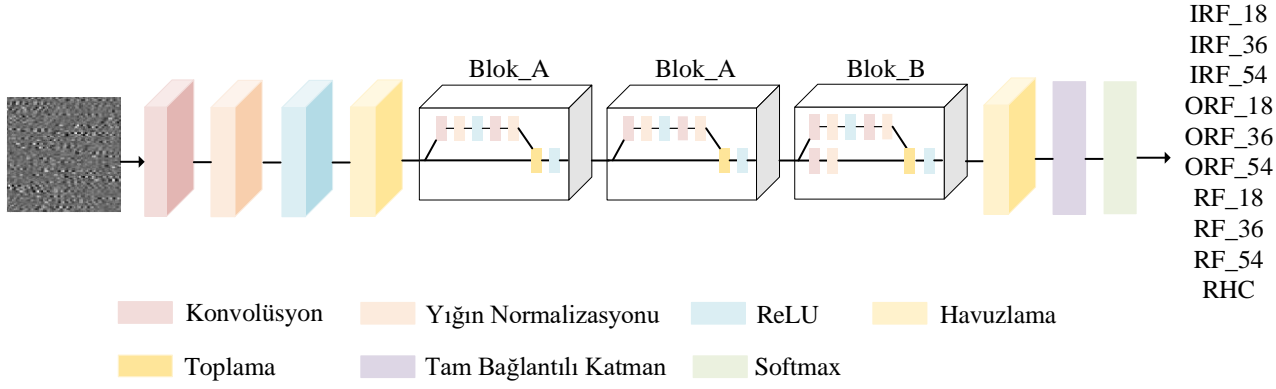 Blok_A
Blok_A
Blok_B
IRF_18
IRF_36
IRF_54
ORF_18
ORF_36
ORF_54
RF_18
RF_36
RF_54
RHC
Konvolüsyon
Yığın Normalizasyonu
ReLU
Havuzlama
Toplama
Tam Bağlantılı Katman
Softmax